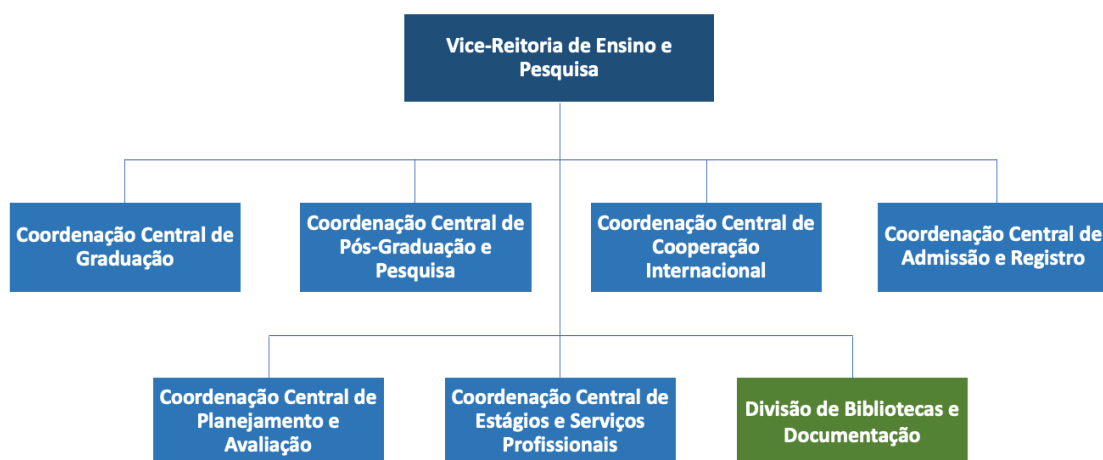 Vice-Reitoria de Ensino e
Pesquisa
Coordenação Central de
Graduação
Coordenação Central de
Pós-Graduação e
Pesquisa
Coordenação Central de
Cooperação
Internacional
Coordenação Central de
Admissão e Registro
Coordenação Central de
Planejamento e
Avaliação
Coordenação Central de
Estágios e Serviços
Profissionais
Divisão de Bibliotecas e
Documentação